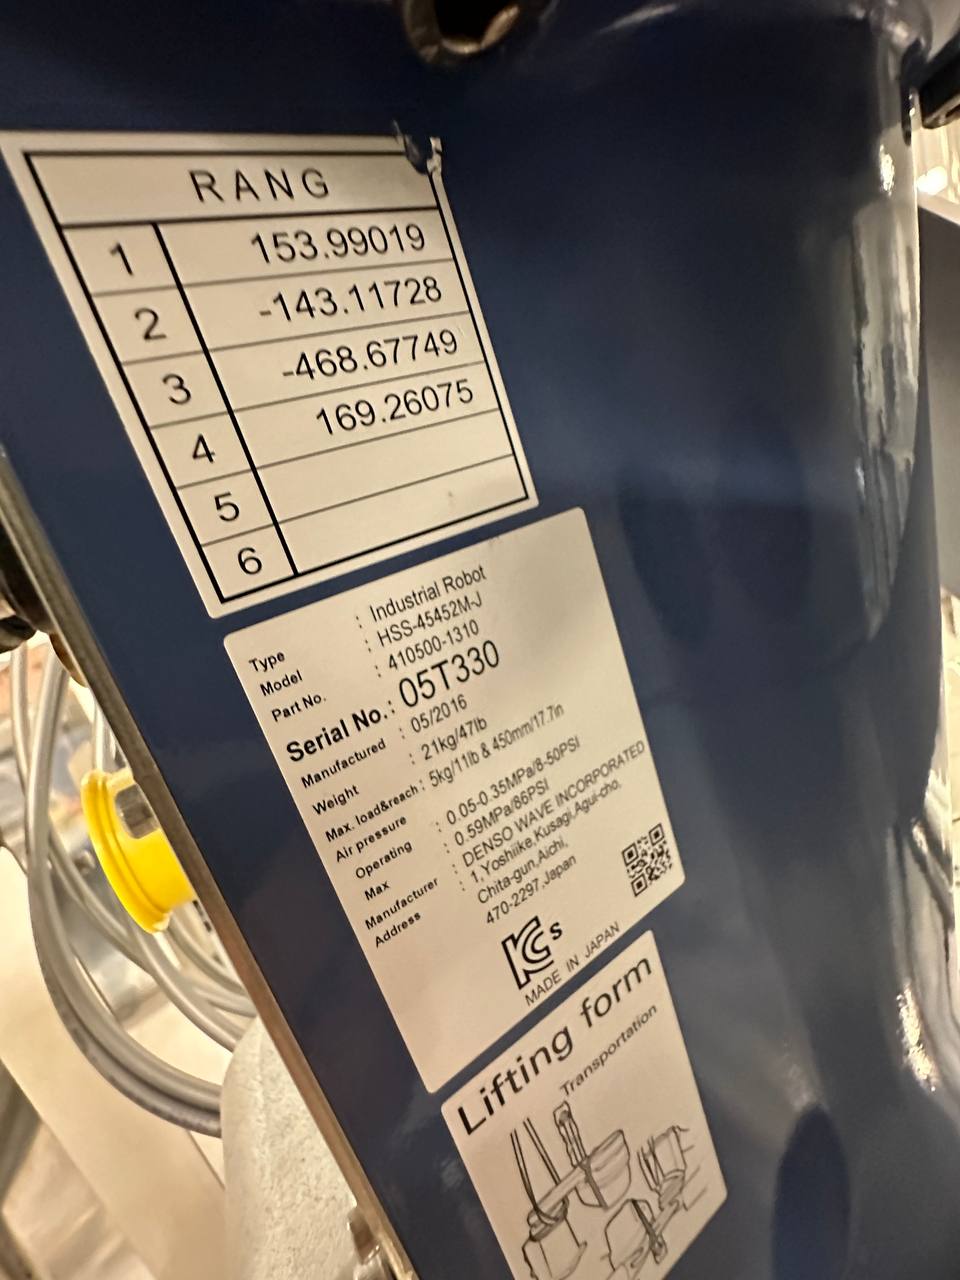 RANG
1 153.99019
2 -143.11728
3 -468.67749
4 169.26075
5
6
Type : Industrial Robot
Model : HSS-45452M-J
Part No. : 410500-1310
Serial No.: 05T330
Manufactured : 05/2016
Weight : 21kg/47lb
Max. load&reach : 5kg/11lb & 450mm/17.7in
Air pressure
Operating : 0.05-0.35MPa/8-50PSI
Max : 0.59MPa/86PSI
Manufacturer : DENSO WAVE INCORPORATED
Address : 1,Yoshiike,Kusagi,Agui-cho,
Chita-gun,Aichi,
470-2297,Japan
KCs
MADE IN JAPAN
Lifting form
Transportation